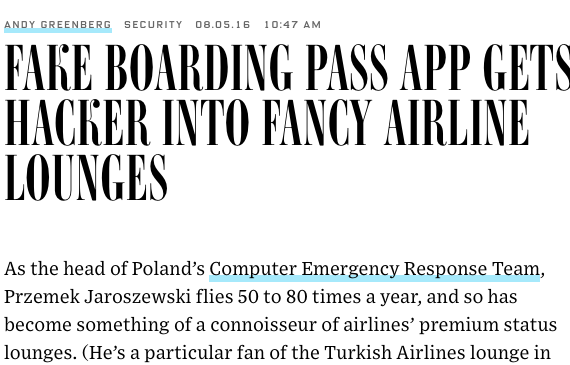 ANDY GREENBERG SECURITY 08.05.16 10:47 AM
FAKE BOARDING PASS APP GETS
HACKER INTO FANCY AIRLINE
LOUNGES
As the head of Poland’s Computer Emergency Response Team,
Przemek Jaroszewski flies 50 to 80 times a year, and so has
become something of a connoisseur of airlines’ premium status
lounges. (He’s a particular fan of the Turkish Airlines lounge in